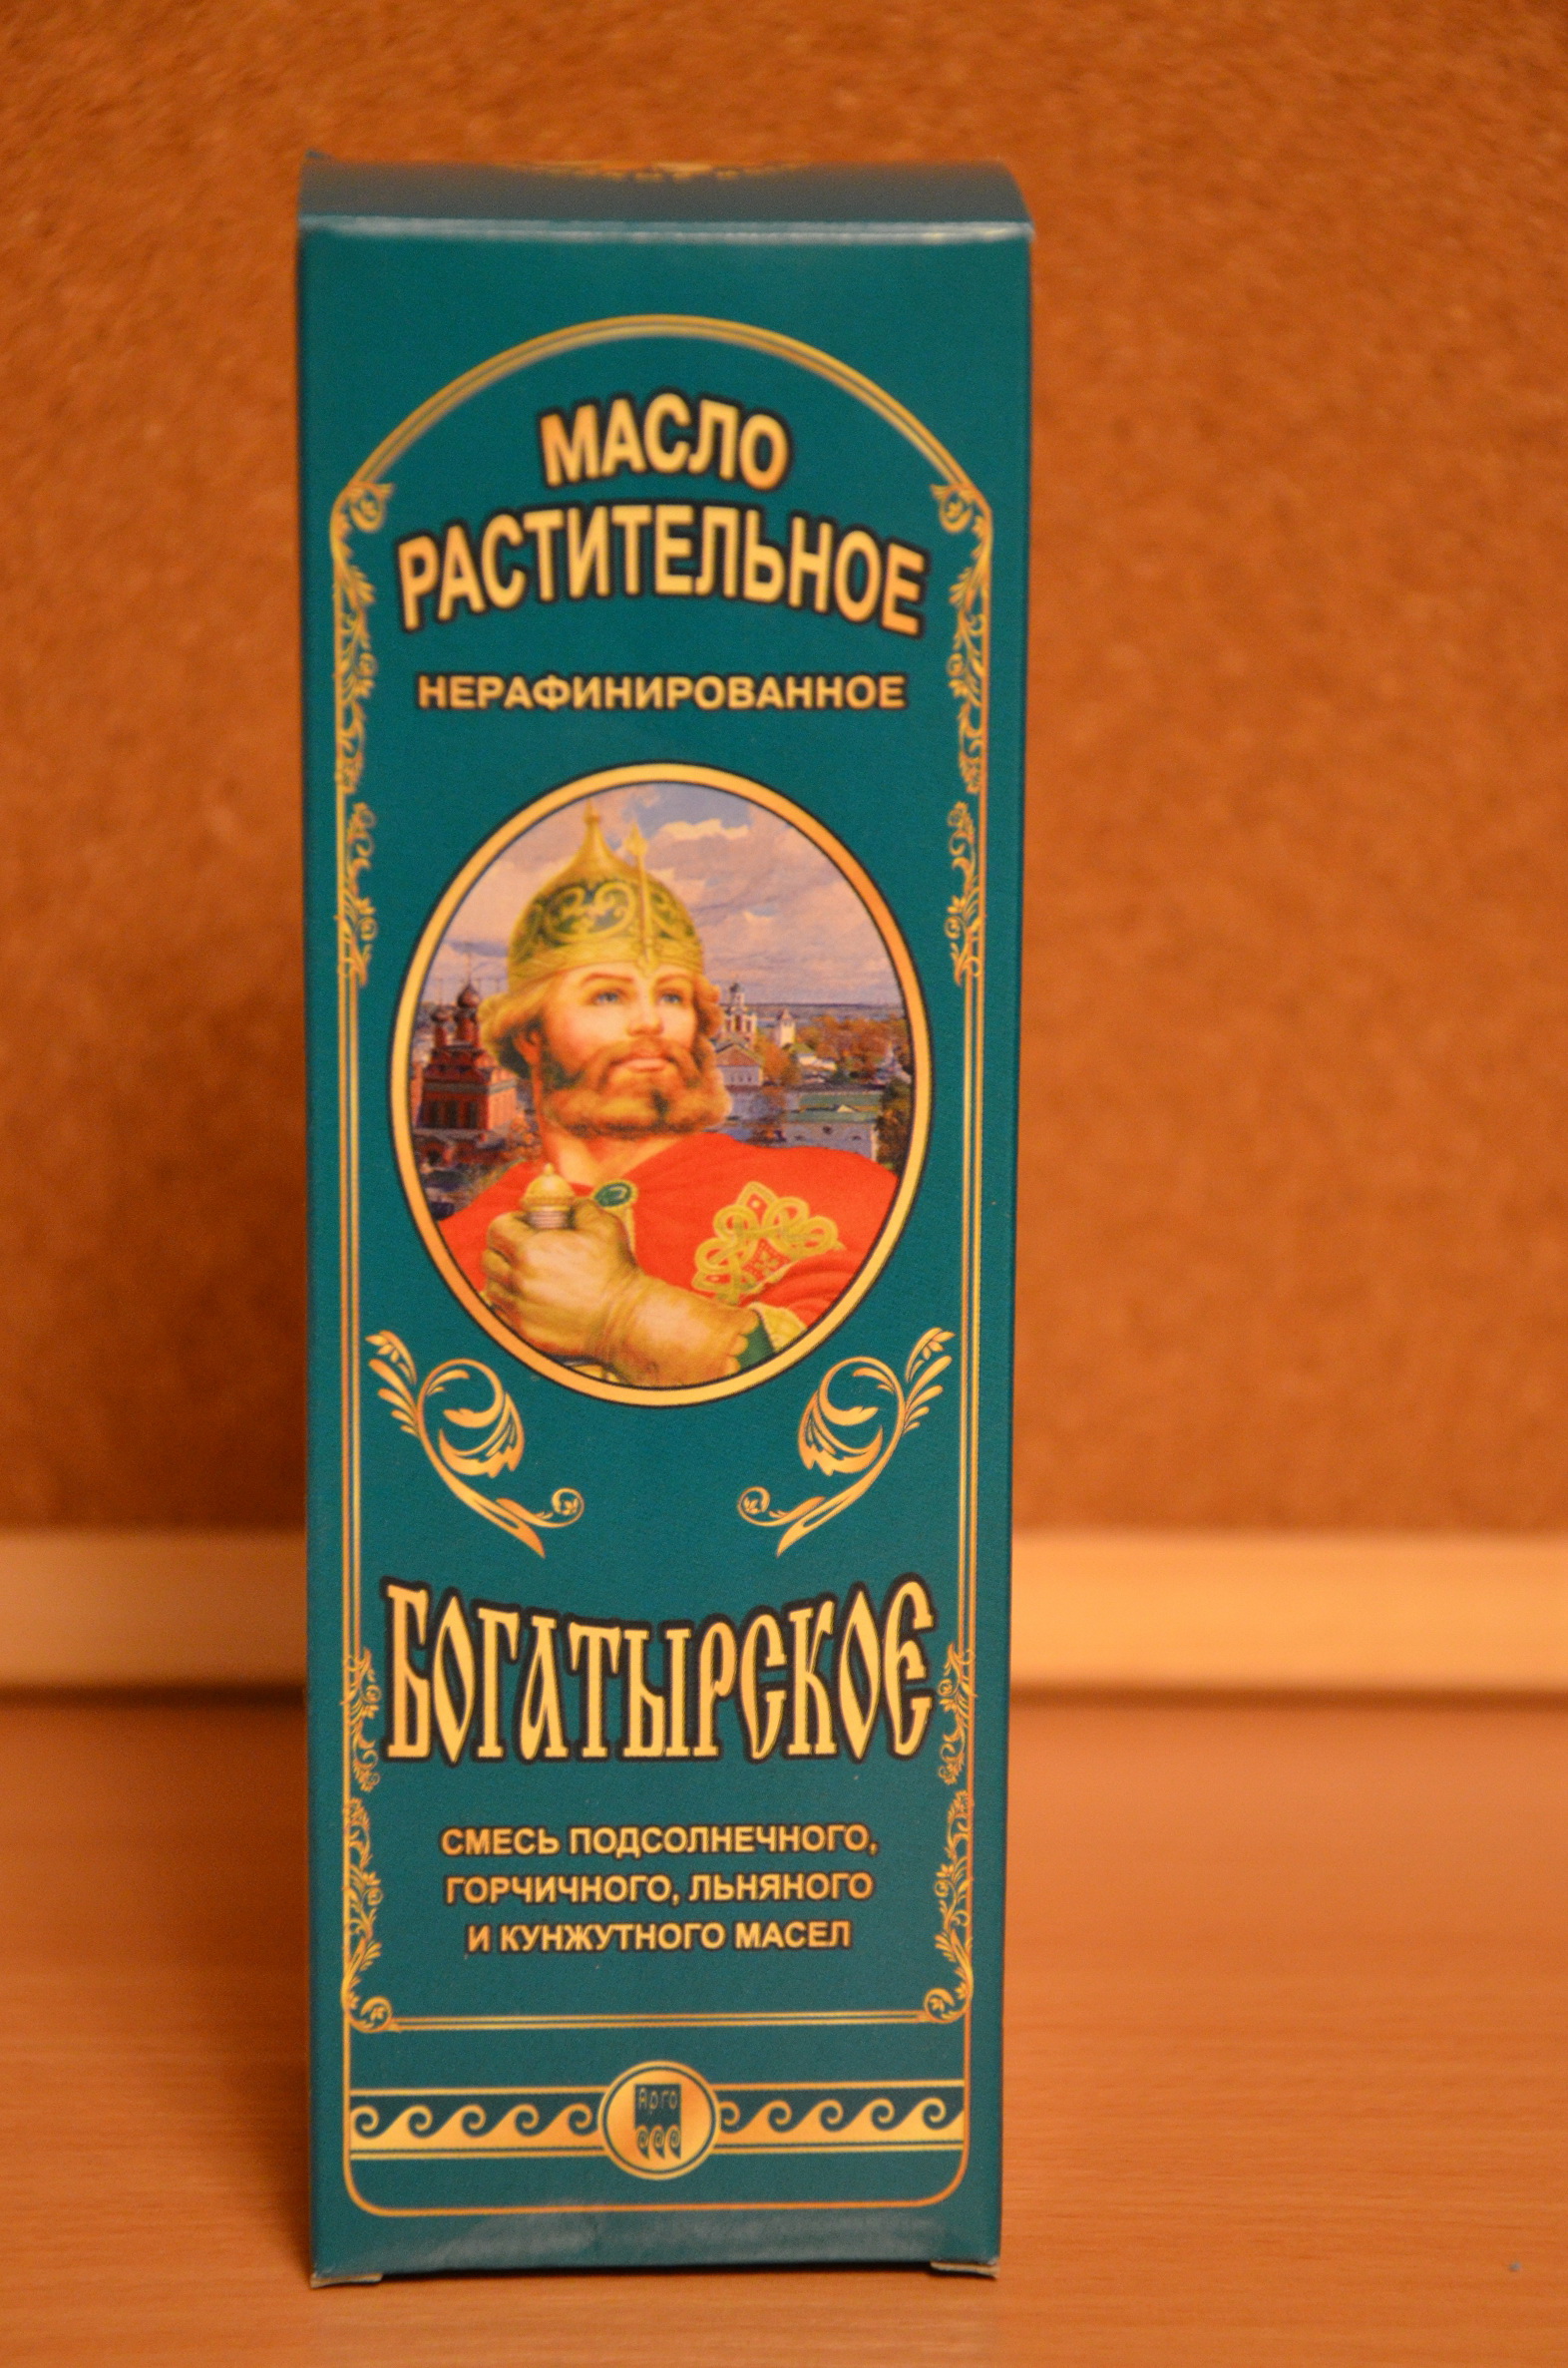 МАСЛО
РАСТИТЕЛЬНОЕ
НЕРАФИНИРОВАННОЕ
БОГАТЫРСКОЕ
СМЕСЬ ПОДСОЛНЕЧНОГО,
ГОРЧИЧНОГО, ЛЬНЯНОГО
И КУНЖУТНОГО МАСЕЛ
Арго